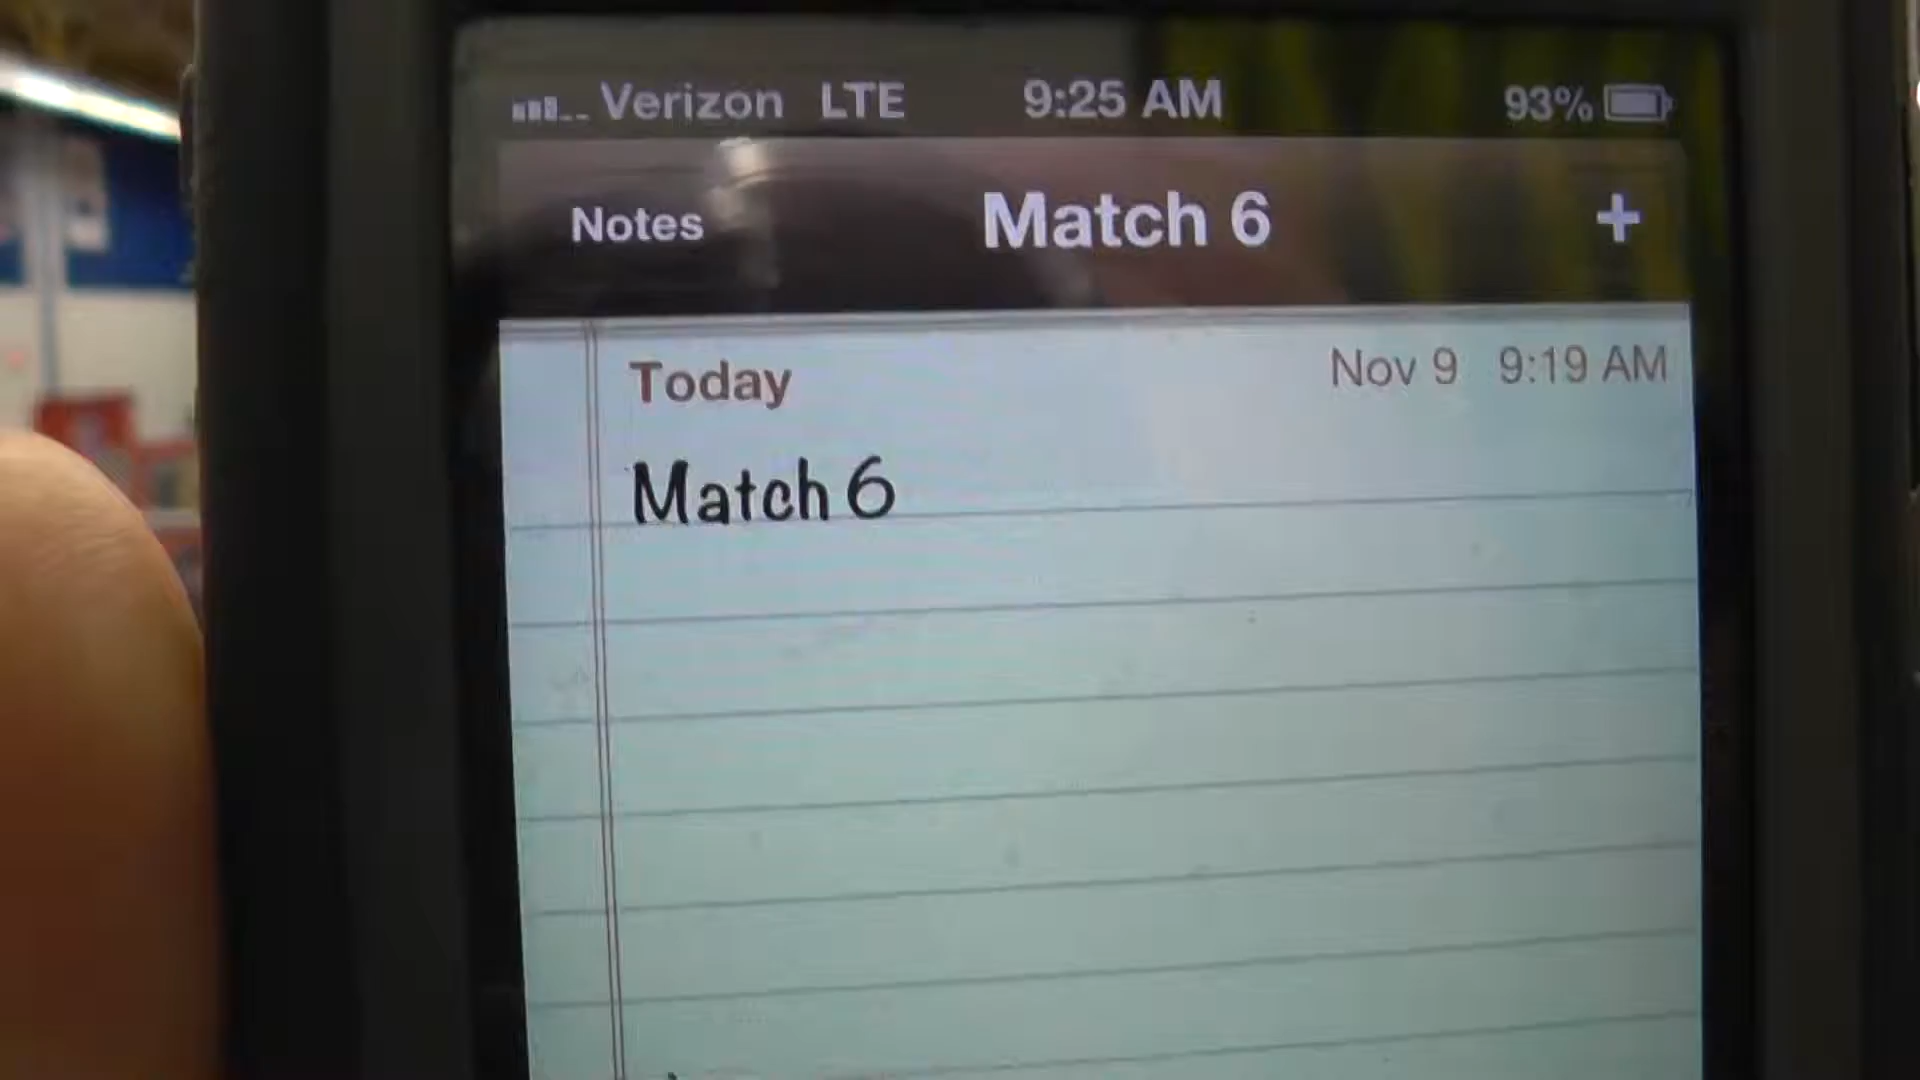 Verizon LTE 9:25 AM 93%
Notes Match 6 +
Today Nov 9 9:19 AM
Match 6